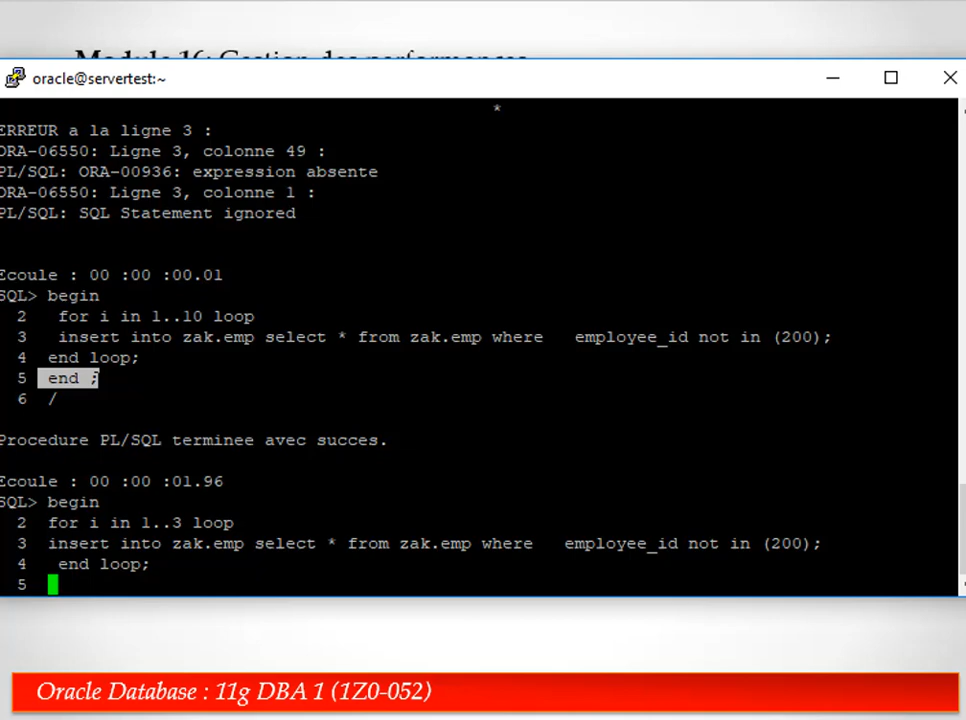 Module 16: Gestion des performances
oracle@servertest:~
*
ERREUR a la ligne 3 :
ORA-06550: Ligne 3, colonne 49 :
PL/SQL: ORA-00936: expression absente
ORA-06550: Ligne 3, colonne 1 :
PL/SQL: SQL Statement ignored
Ecoule : 00 :00 :00.01
SQL> begin
2 for i in 1..10 loop
3 insert into zak.emp select * from zak.emp where employee_id not in (200);
4 end loop;
5 end ;
6 /
Procedure PL/SQL terminee avec succes.
Ecoule : 00 :00 :01.96
SQL> begin
2 for i in 1..3 loop
3 insert into zak.emp select * from zak.emp where employee_id not in (200);
4 end loop;
5
Oracle Database : 11g DBA 1 (1Z0-052)